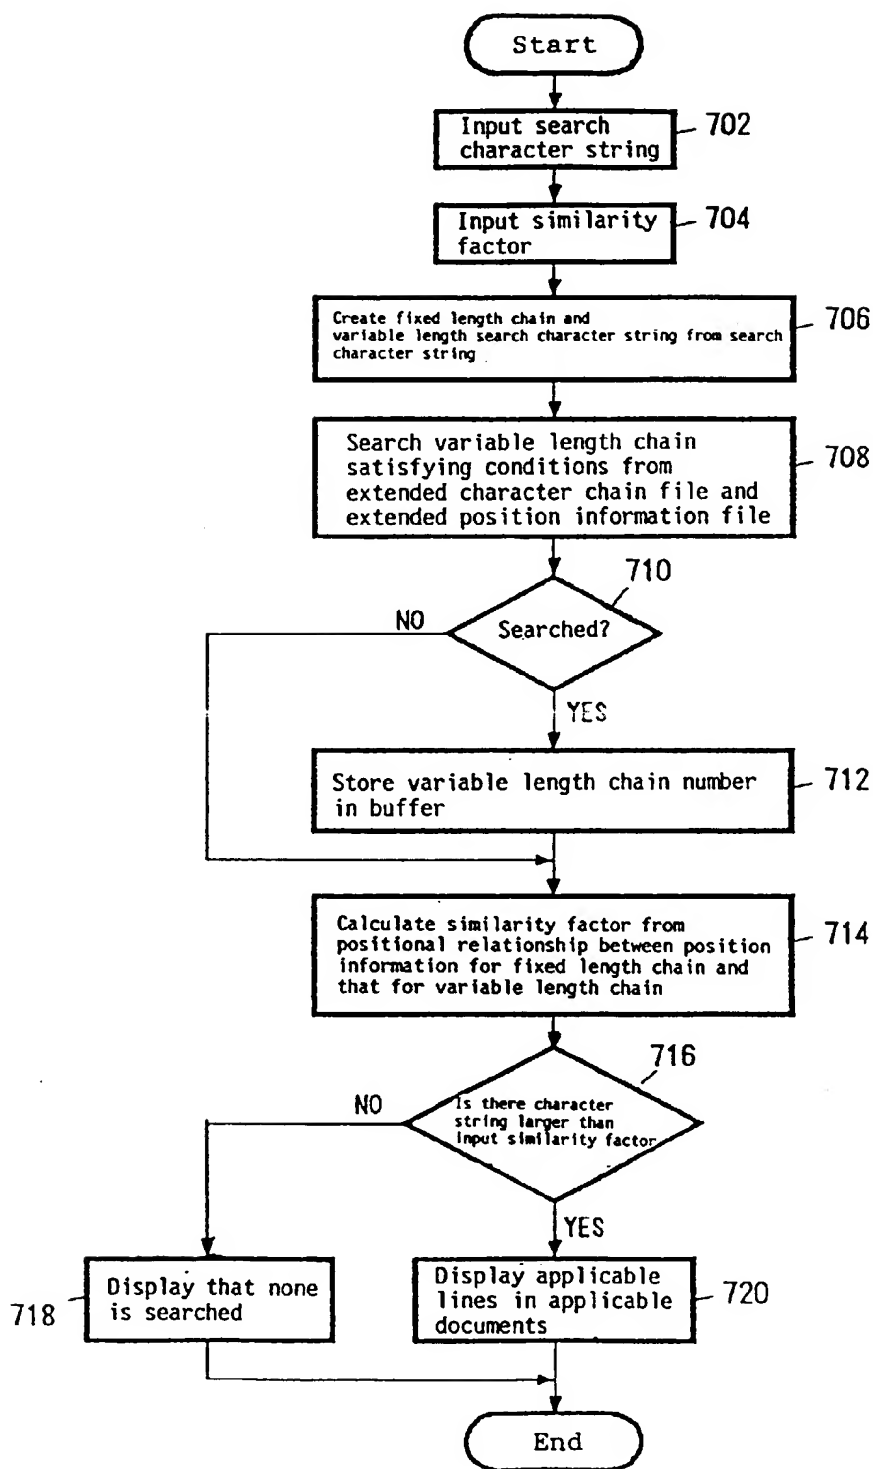 Start
Input search
character string
702
Input similarity
factor
704
Create fixed length chain and
variable length search character string from search
character string
706
Search variable length chain
satisfying conditions from
extended character chain file and
extended position information file
708
710
Searched?
NO
YES
Store variable length chain number
in buffer
712
Calculate similarity factor from
positional relationship between position
information for fixed length chain and
that for variable length chain
714
716
Is there character
string larger than
input similarity factor
NO
YES
Display that none
is searched
718
Display applicable
lines in applicable
documents
720
End